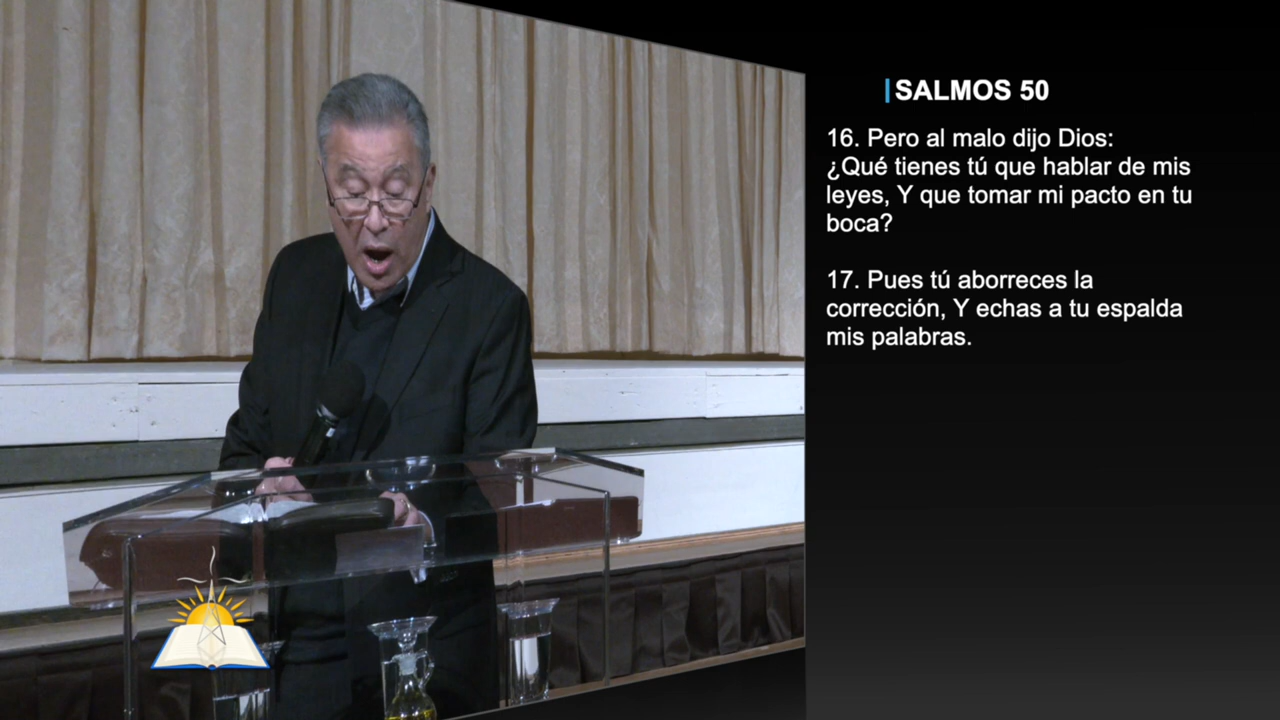 SALMOS 50
16. Pero al malo dijo Dios:
¿Qué tienes tú que hablar de mis
leyes, Y que tomar mi pacto en tu
boca?
17. Pues tú aborreces la
corrección, Y echas a tu espalda
mis palabras.